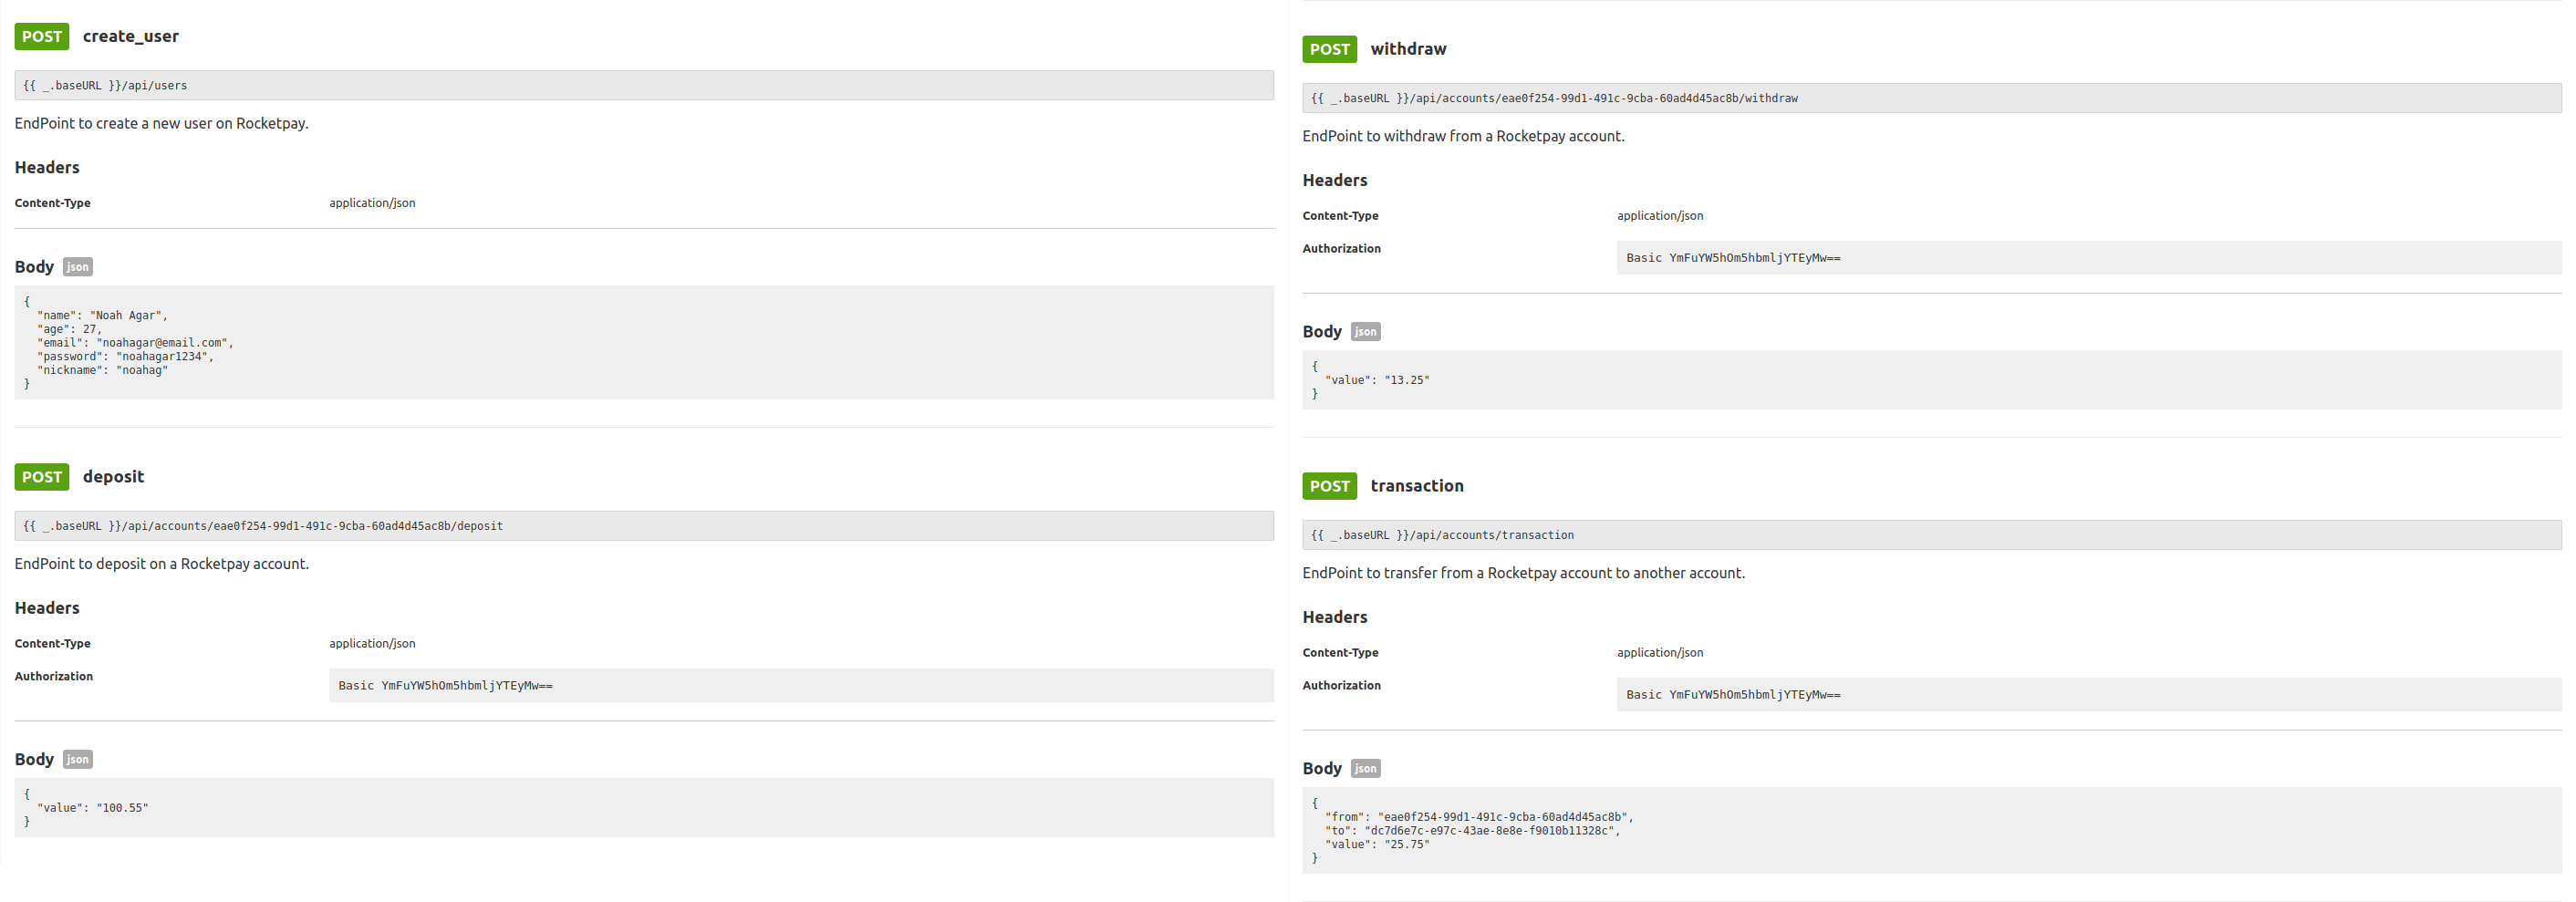 POST create_user
{{ _.baseURL }}/api/users
EndPoint to create a new user on Rocketpay.
Headers
Content-Type application/json
Body json
{
  "name": "Noah Agar",
  "age": 27,
  "email": "noahagar@email.com",
  "password": "noahagar1234",
  "nickname": "noahag"
}
POST deposit
{{ _.baseURL }}/api/accounts/eae0f254-99d1-491c-9cba-60ad4d45ac8b/deposit
EndPoint to deposit on a Rocketpay account.
Headers
Content-Type application/json
Authorization Basic YmFuYW5hOm5hbmljYTEyMw==
Body json
{
  "value": "100.55"
}
POST withdraw
{{ _.baseURL }}/api/accounts/eae0f254-99d1-491c-9cba-60ad4d45ac8b/withdraw
EndPoint to withdraw from a Rocketpay account.
Headers
Content-Type application/json
Authorization Basic YmFuYW5hOm5hbmljYTEyMw==
Body json
{
  "value": "13.25"
}
POST transaction
{{ _.baseURL }}/api/accounts/transaction
EndPoint to transfer from a Rocketpay account to another account.
Headers
Content-Type application/json
Authorization Basic YmFuYW5hOm5hbmljYTEyMw==
Body json
{
  "from": "eae0f254-99d1-491c-9cba-60ad4d45ac8b",
  "to": "dc7d6e7c-e97c-43ae-8e8e-f9010b11328c",
  "value": "25.75"
}